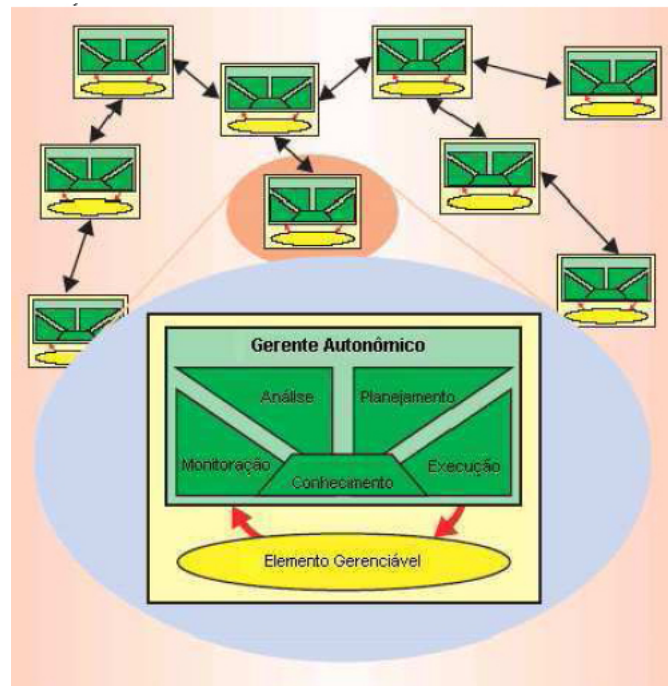 Gerente Autonômico
Análise
Planejamento
Monitoração
Execução
Conhecimento
Elemento Gerenciável